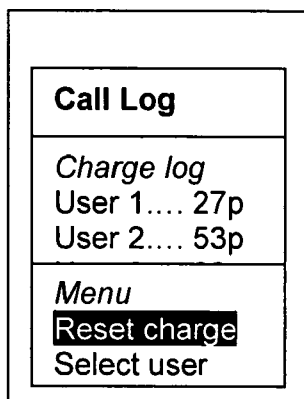 Call Log
Charge log
User 1.... 27p
User 2.... 53p
Menu
Reset charge
Select user